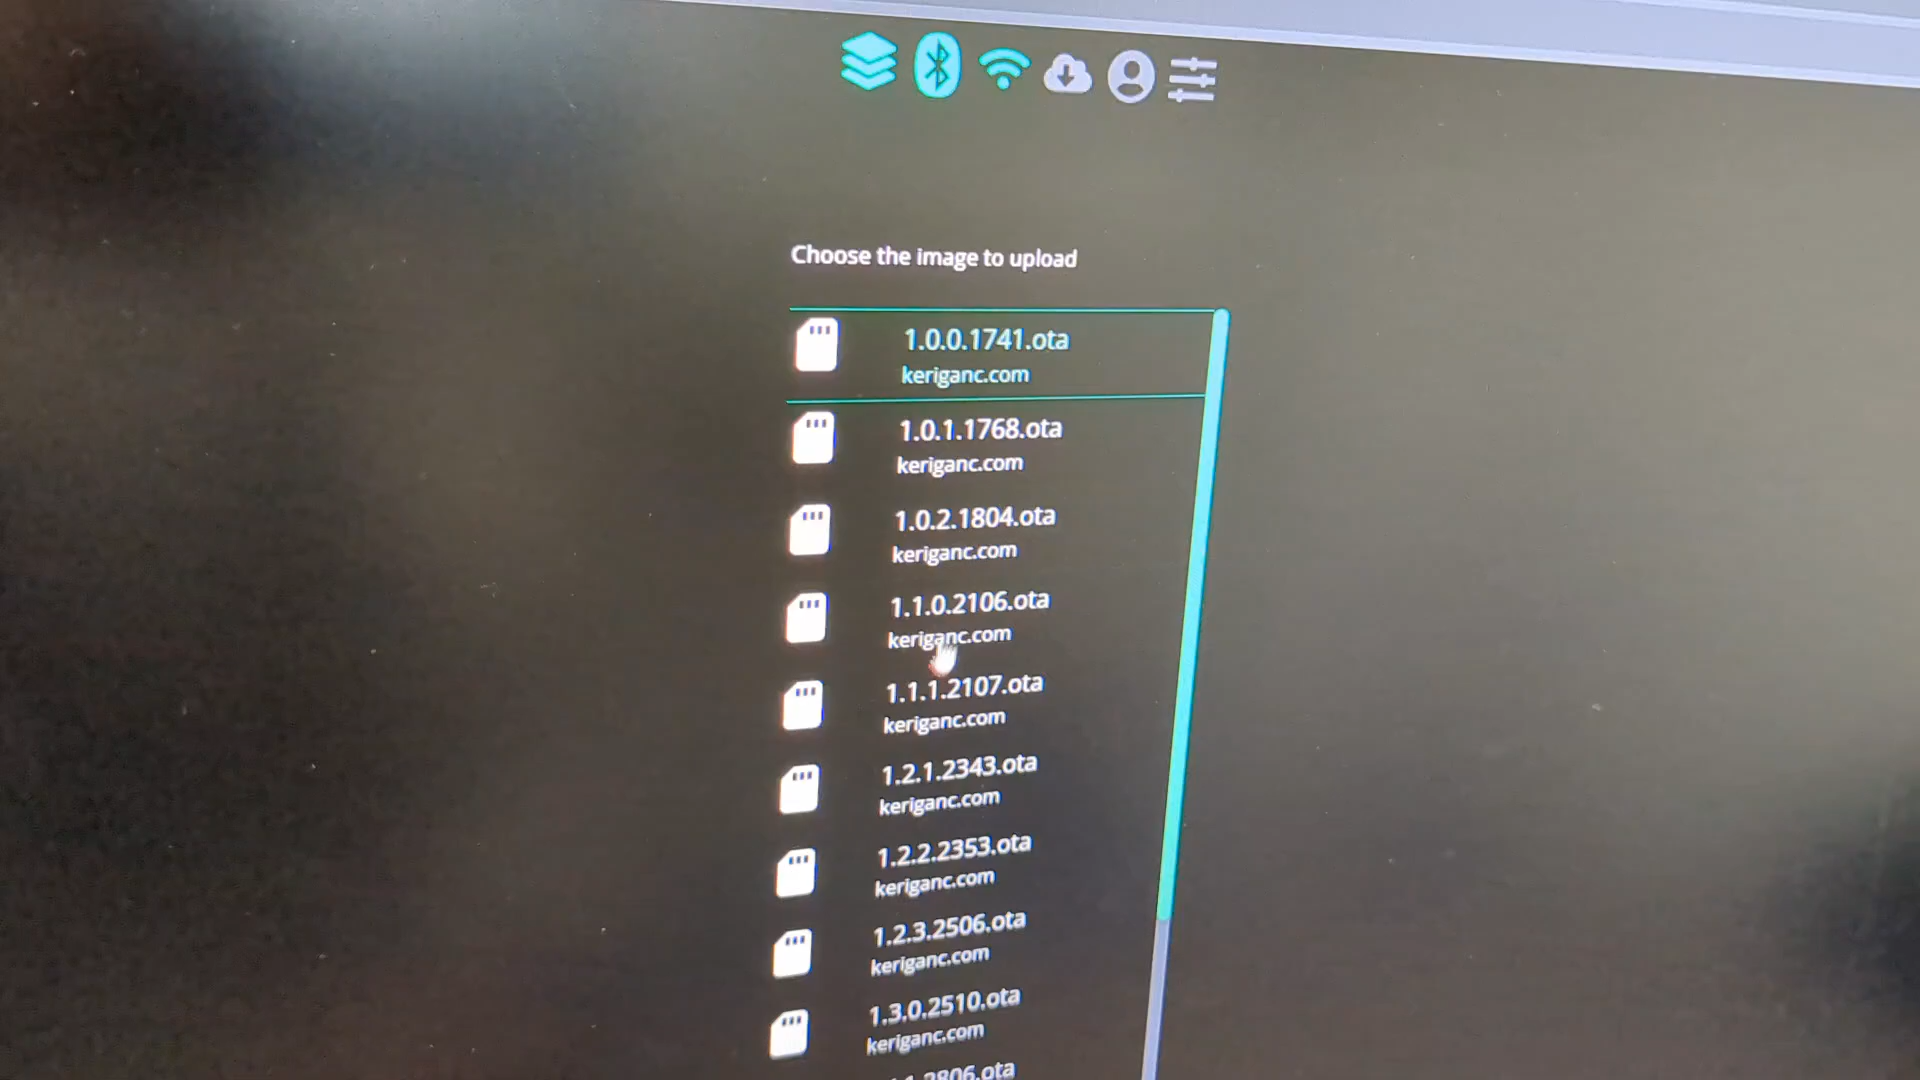 Choose the image to upload
1.0.0.1741.ota
keriganc.com
1.0.1.1768.ota
keriganc.com
1.0.2.1804.ota
keriganc.com
1.1.0.2106.ota
keriganc.com
1.1.1.2107.ota
keriganc.com
1.2.1.2343.ota
keriganc.com
1.2.2.2353.ota
keriganc.com
1.2.3.2506.ota
keriganc.com
1.3.0.2510.ota
keriganc.com